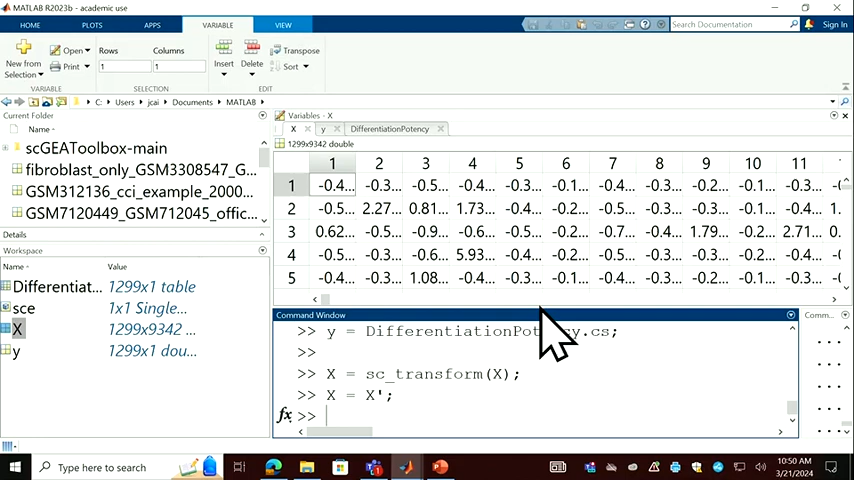 MATLAB R2023b - academic use
HOME PLOTS APPS VARIABLE VIEW
Search Documentation Sign In
New from Selection
Open
Print
Rows Columns
1 1
Insert Delete
Transpose
Sort
VARIABLE SELECTION EDIT
C: Users jcai Documents MATLAB
Current Folder
Name
scGEAToolbox-main
fibroblast_only_GSM3308547_G...
GSM312136_cci_example_2000...
GSM7120449_GSM712045_offic...
Details
Workspace
Name Value
Differentiat... 1299x1 table
sce 1x1 Single...
X 1299x9342 ...
y 1299x1 dou...
Variables - X
X y DifferentiationPotency
1299x9342 double
1 2 3 4 5 6 7 8 9 10 11
1 -0.4... -0.3... -0.5... -0.4... -0.3... -0.1... -0.4... -0.3... -0.2... -0.1... -0.3...
2 -0.5... 2.27... 0.81... 1.73... -0.4... -0.2... -0.5... -0.3... -0.3... -0.1... -0.4...
3 0.62... -0.5... -0.9... -0.6... -0.5... -0.2... -0.7... -0.4... 1.79... -0.2... 2.71...
4 -0.5... -0.3... -0.6... 5.93... -0.4... -0.2... -0.5... -0.3... -0.3... -0.2... -0.4...
5 -0.4... -0.3... 1.08... -0.4... -0.3... -0.1... -0.4... -0.3... -0.2... -0.1... -0.3...
Command Window
Comm...
>> y = DifferentiationPotency.cs;
>>
>> X = sc_transform(X);
>> X = X';
fx >>
Type here to search
10:50 AM
3/21/2024